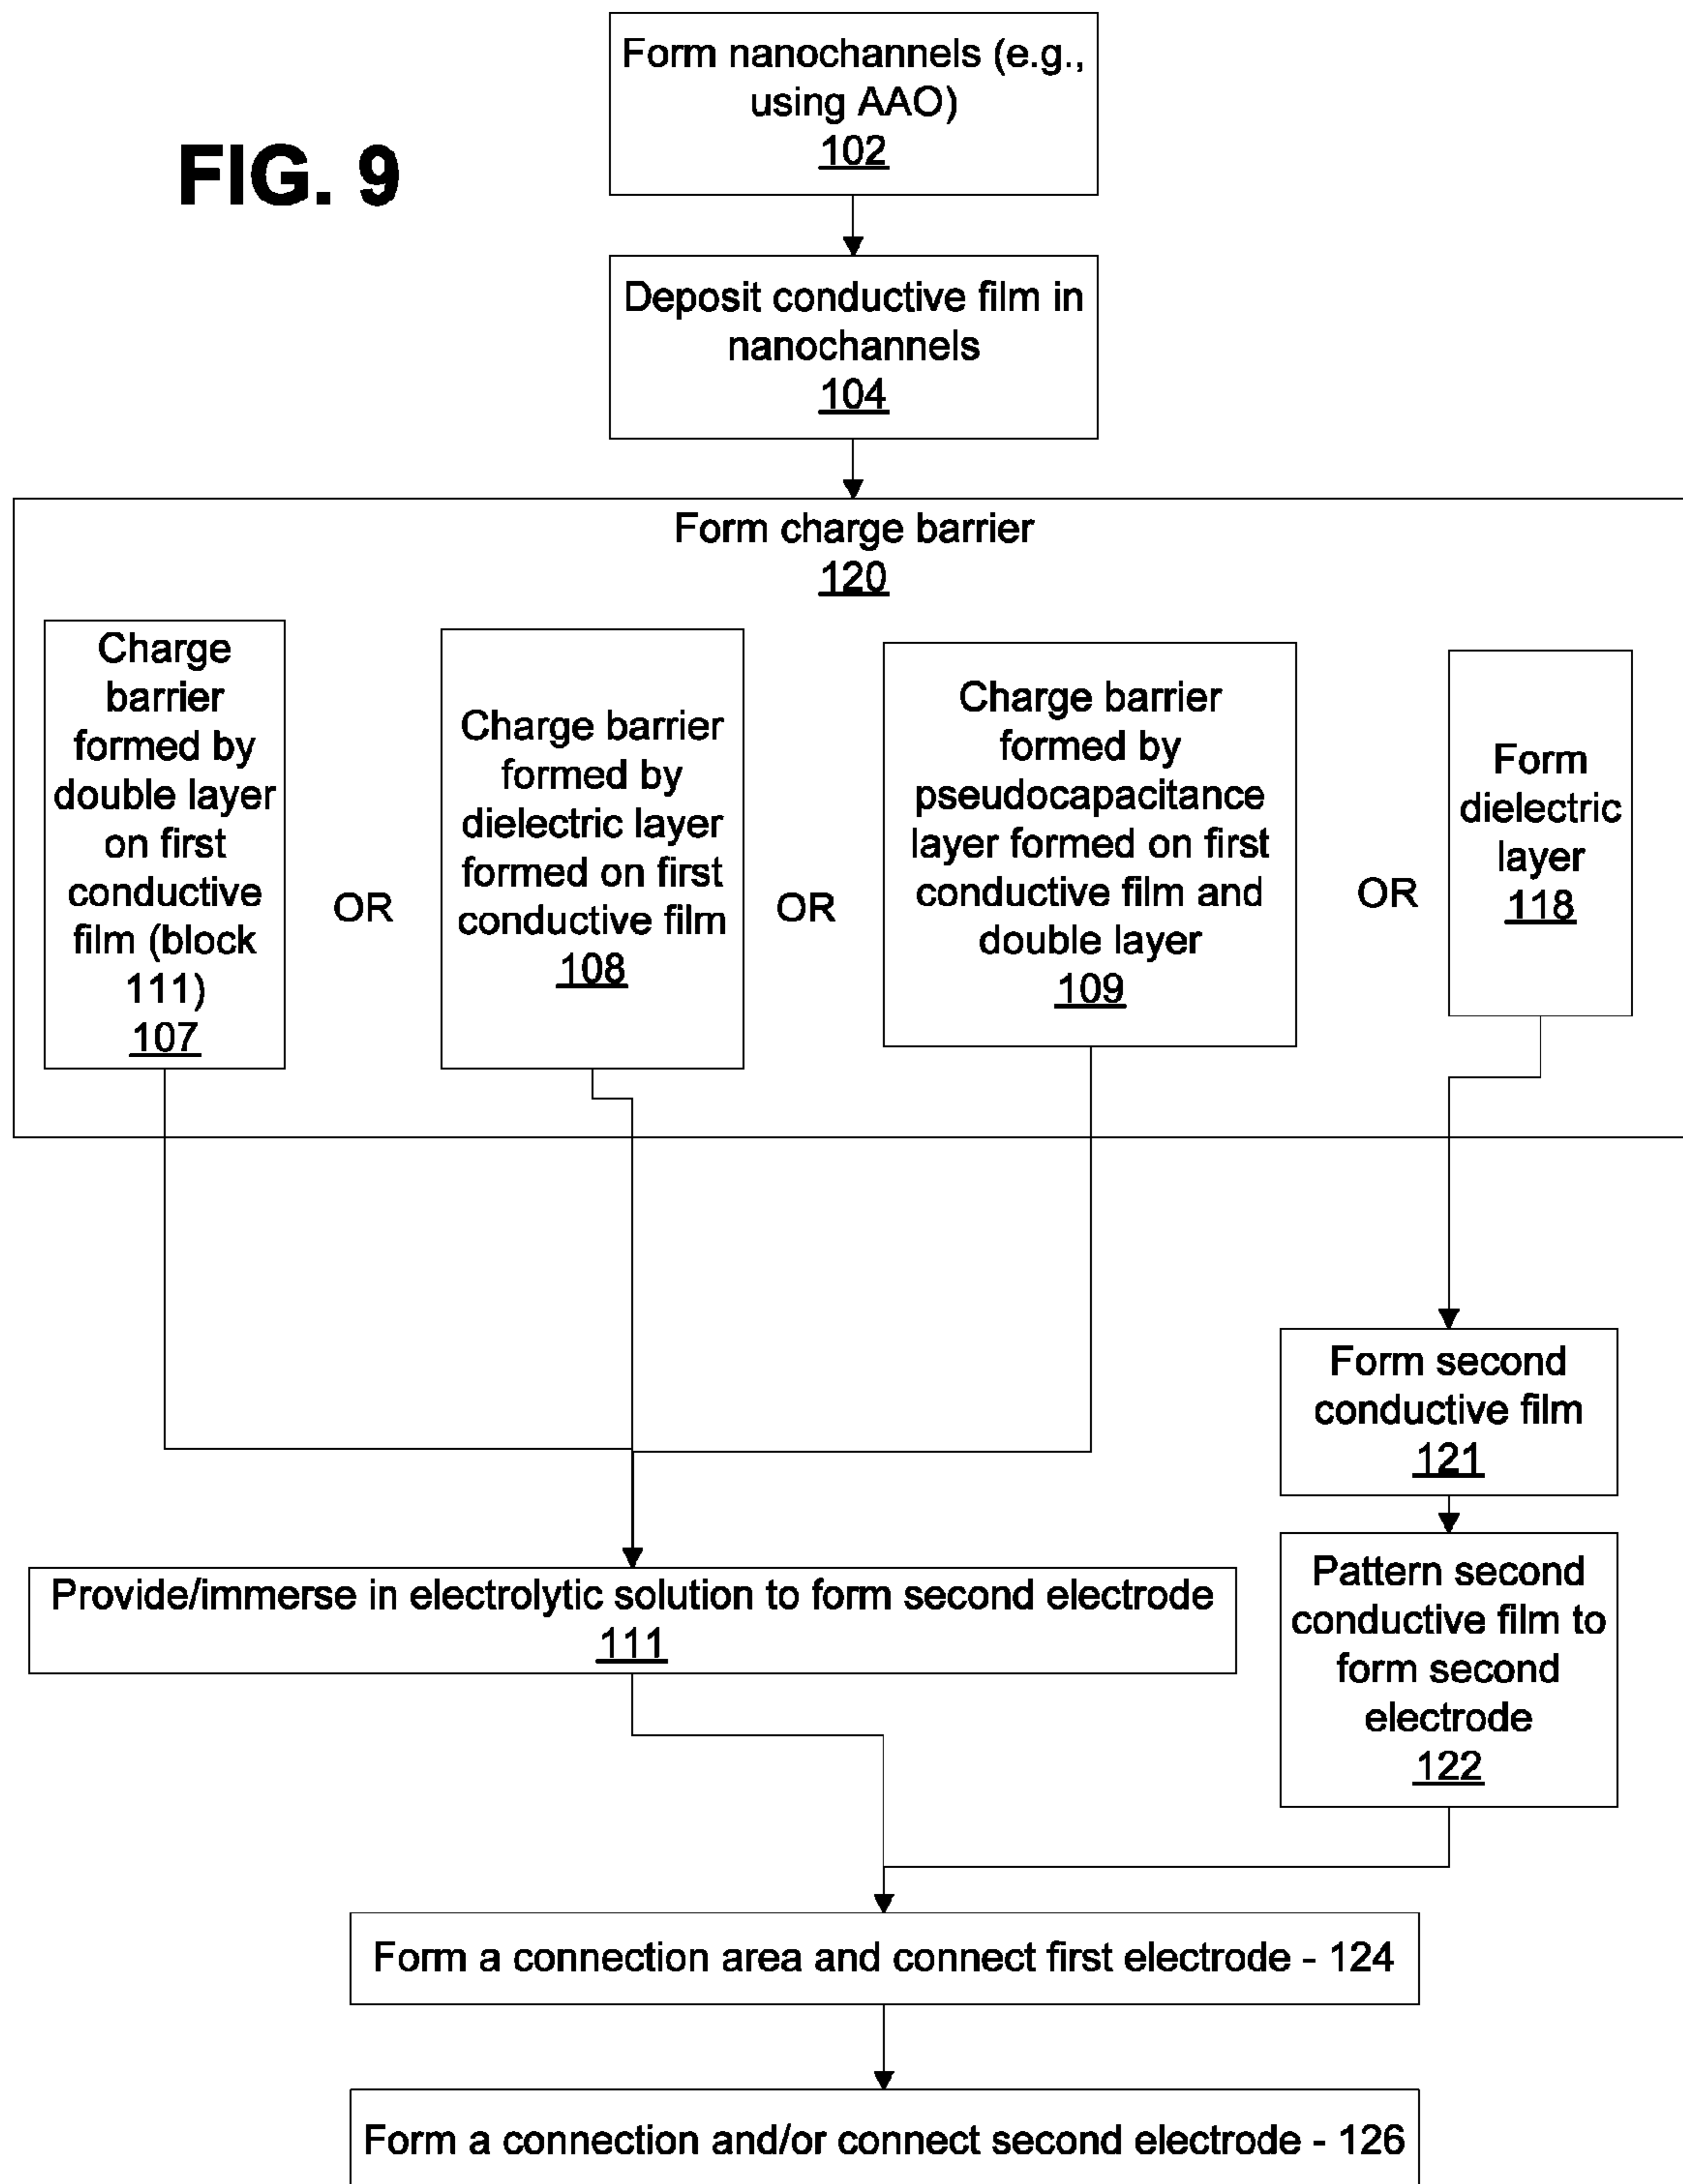 FIG. 9
Form nanochannels (e.g.,
using AAO)
102
Deposit conductive film in
nanochannels
104
Form charge barrier
120
Charge
barrier
formed by
double layer
on first
conductive
film (block
111)
107
OR
Charge barrier
formed by
dielectric layer
formed on first
conductive film
108
OR
Charge barrier
formed by
pseudocapacitance
layer formed on first
conductive film and
double layer
109
OR
Form
dielectric
layer
118
Form second
conductive film
121
Provide/immerse in electrolytic solution to form second electrode
111
Pattern second
conductive film to
form second
electrode
122
Form a connection area and connect first electrode - 124
Form a connection and/or connect second electrode - 126